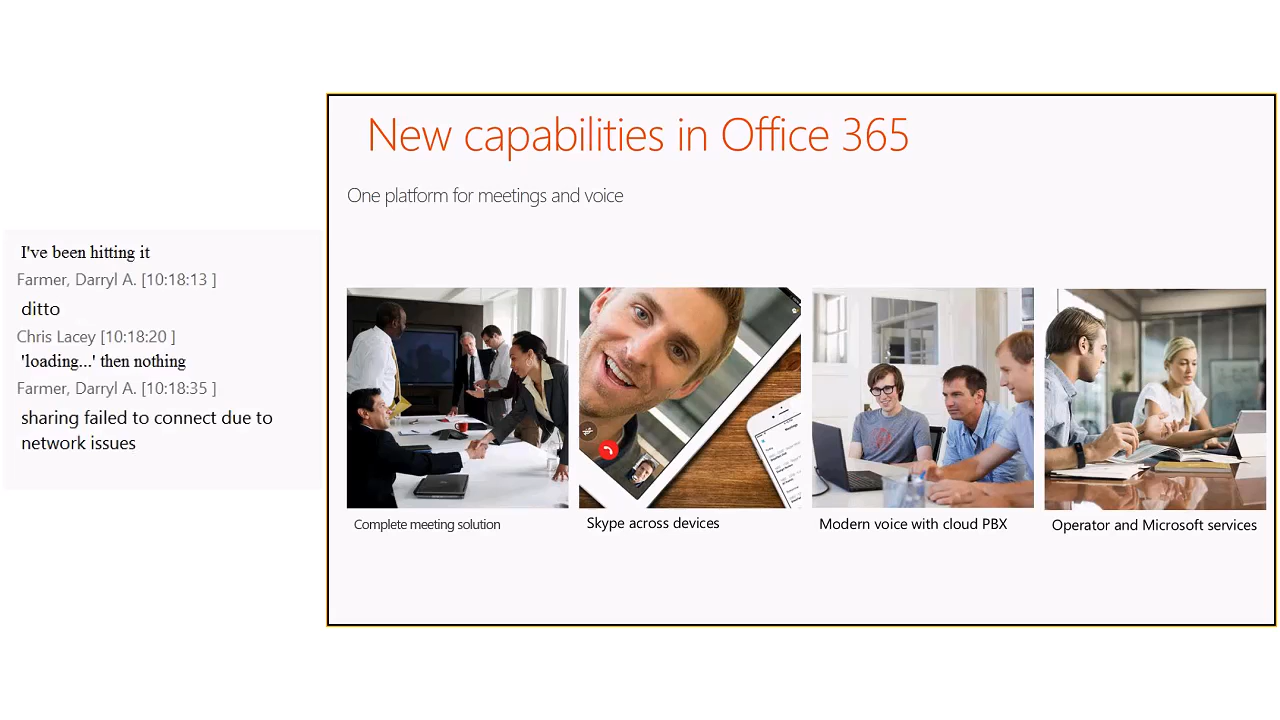 I've been hitting it
Farmer, Darryl A. [10:18:13 ]
ditto
Chris Lacey [10:18:20 ]
'loading...' then nothing
Farmer, Darryl A. [10:18:35 ]
sharing failed to connect due to
network issues
New capabilities in Office 365
One platform for meetings and voice
Complete meeting solution
Skype across devices
Modern voice with cloud PBX
Operator and Microsoft services